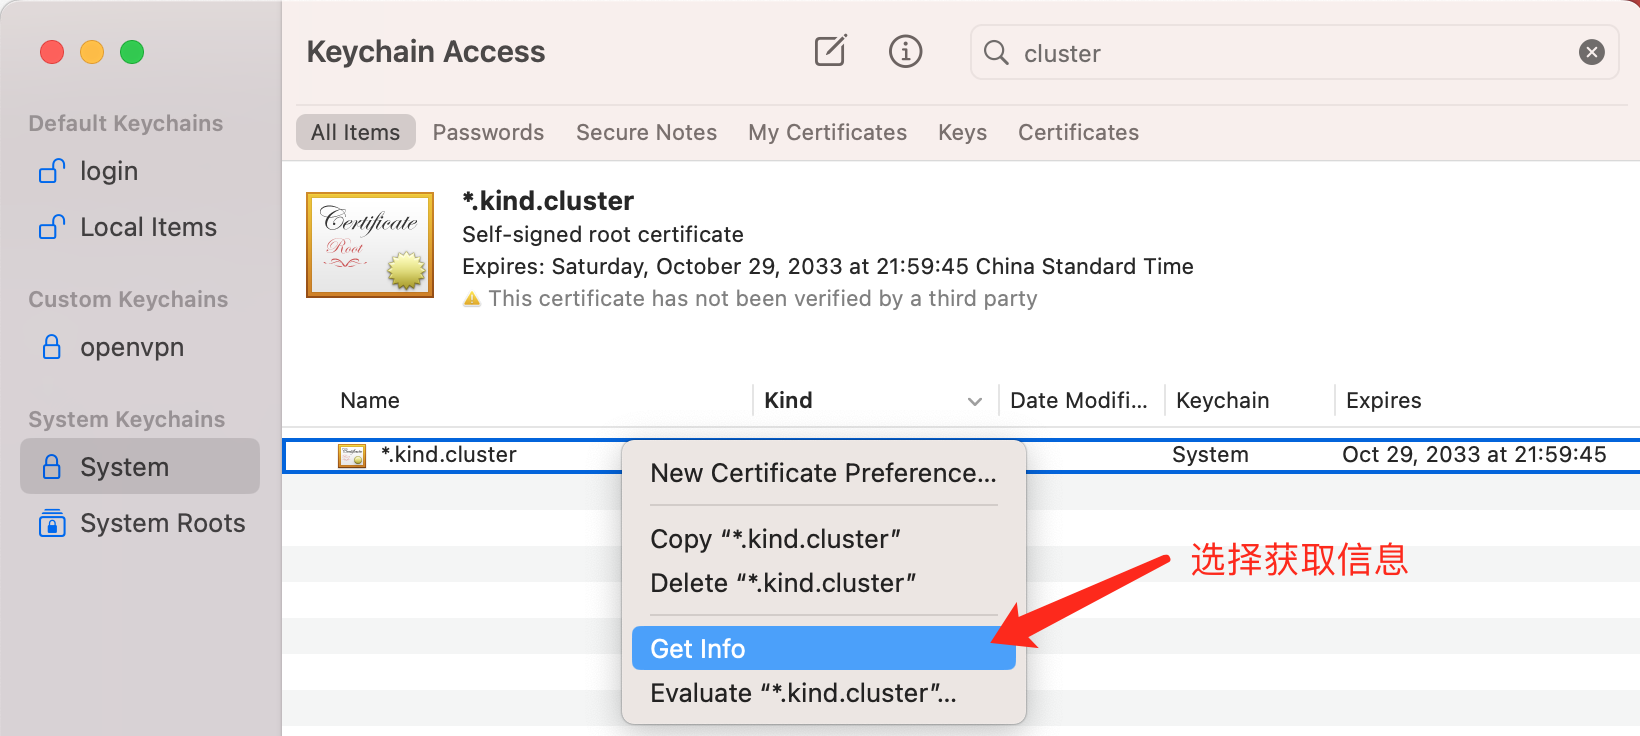 Keychain Access
cluster
Default Keychains
login
Local Items
Custom Keychains
openvpn
System Keychains
System
System Roots
All Items Passwords Secure Notes My Certificates Keys Certificates
Certificate
Root
*.kind.cluster
Self-signed root certificate
Expires: Saturday, October 29, 2033 at 21:59:45 China Standard Time
This certificate has not been verified by a third party
Name Kind Date Modifi... Keychain Expires
*.kind.cluster System Oct 29, 2033 at 21:59:45
New Certificate Preference...
Copy “*.kind.cluster”
Delete “*.kind.cluster”
Get Info
Evaluate “*.kind.cluster”...
选择获取信息